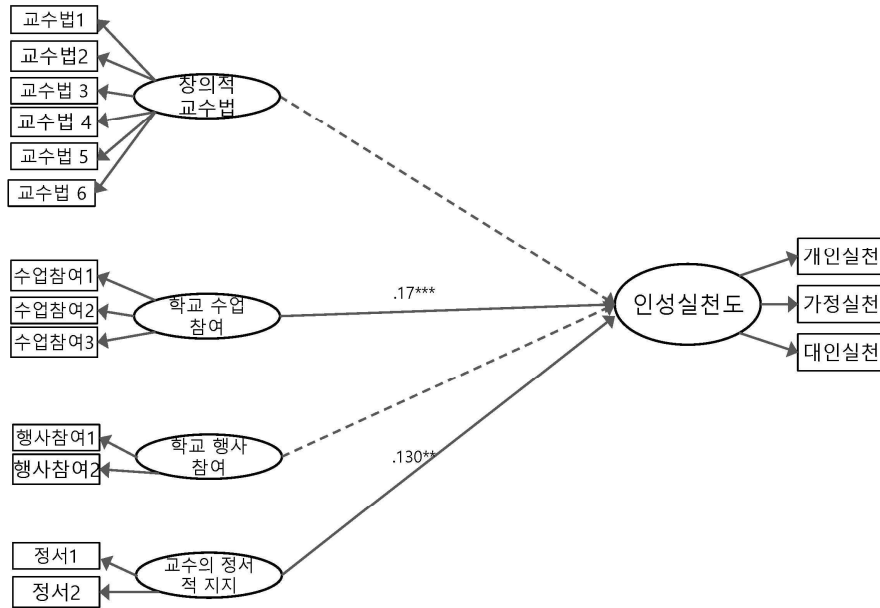 교수법1
교수법2
교수법 3
교수법 4
교수법 5
교수법 6
창의적
교수법
수업참여1
수업참여2
수업참여3
학교 수업
참여
.17***
행사참여1
행사참여2
학교 행사
참여
.130**
정서1
정서2
교수의 정서
적 지지
인성실천도
개인실천
가정실천
대인실천